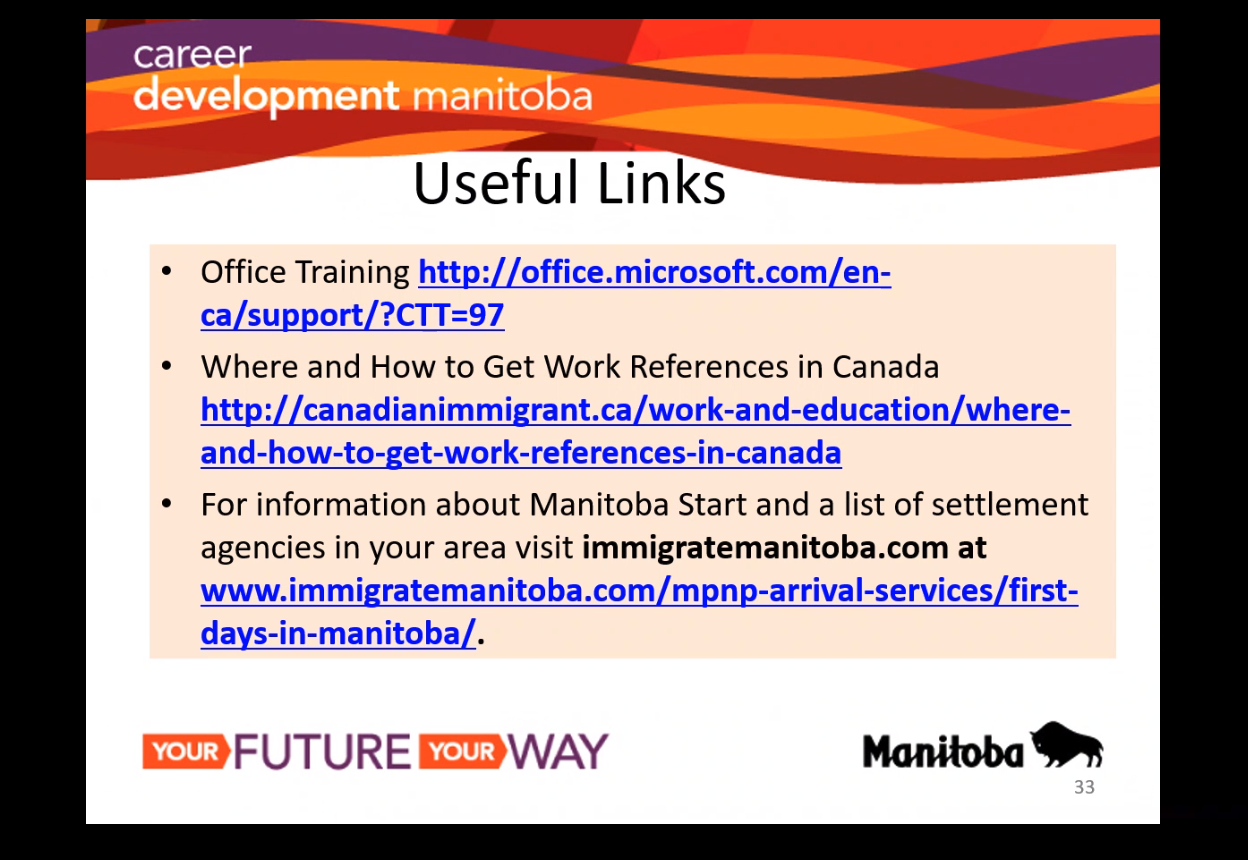 career
development manitoba
Useful Links
• Office Training http://office.microsoft.com/en-
ca/support/?CTT=97
• Where and How to Get Work References in Canada
http://canadianimmigrant.ca/work-and-education/where-
and-how-to-get-work-references-in-canada
• For information about Manitoba Start and a list of settlement
agencies in your area visit immigratemanitoba.com at
www.immigratemanitoba.com/mpnp-arrival-services/first-
days-in-manitoba/.
YOUR FUTURE YOUR WAY
Manitoba
33